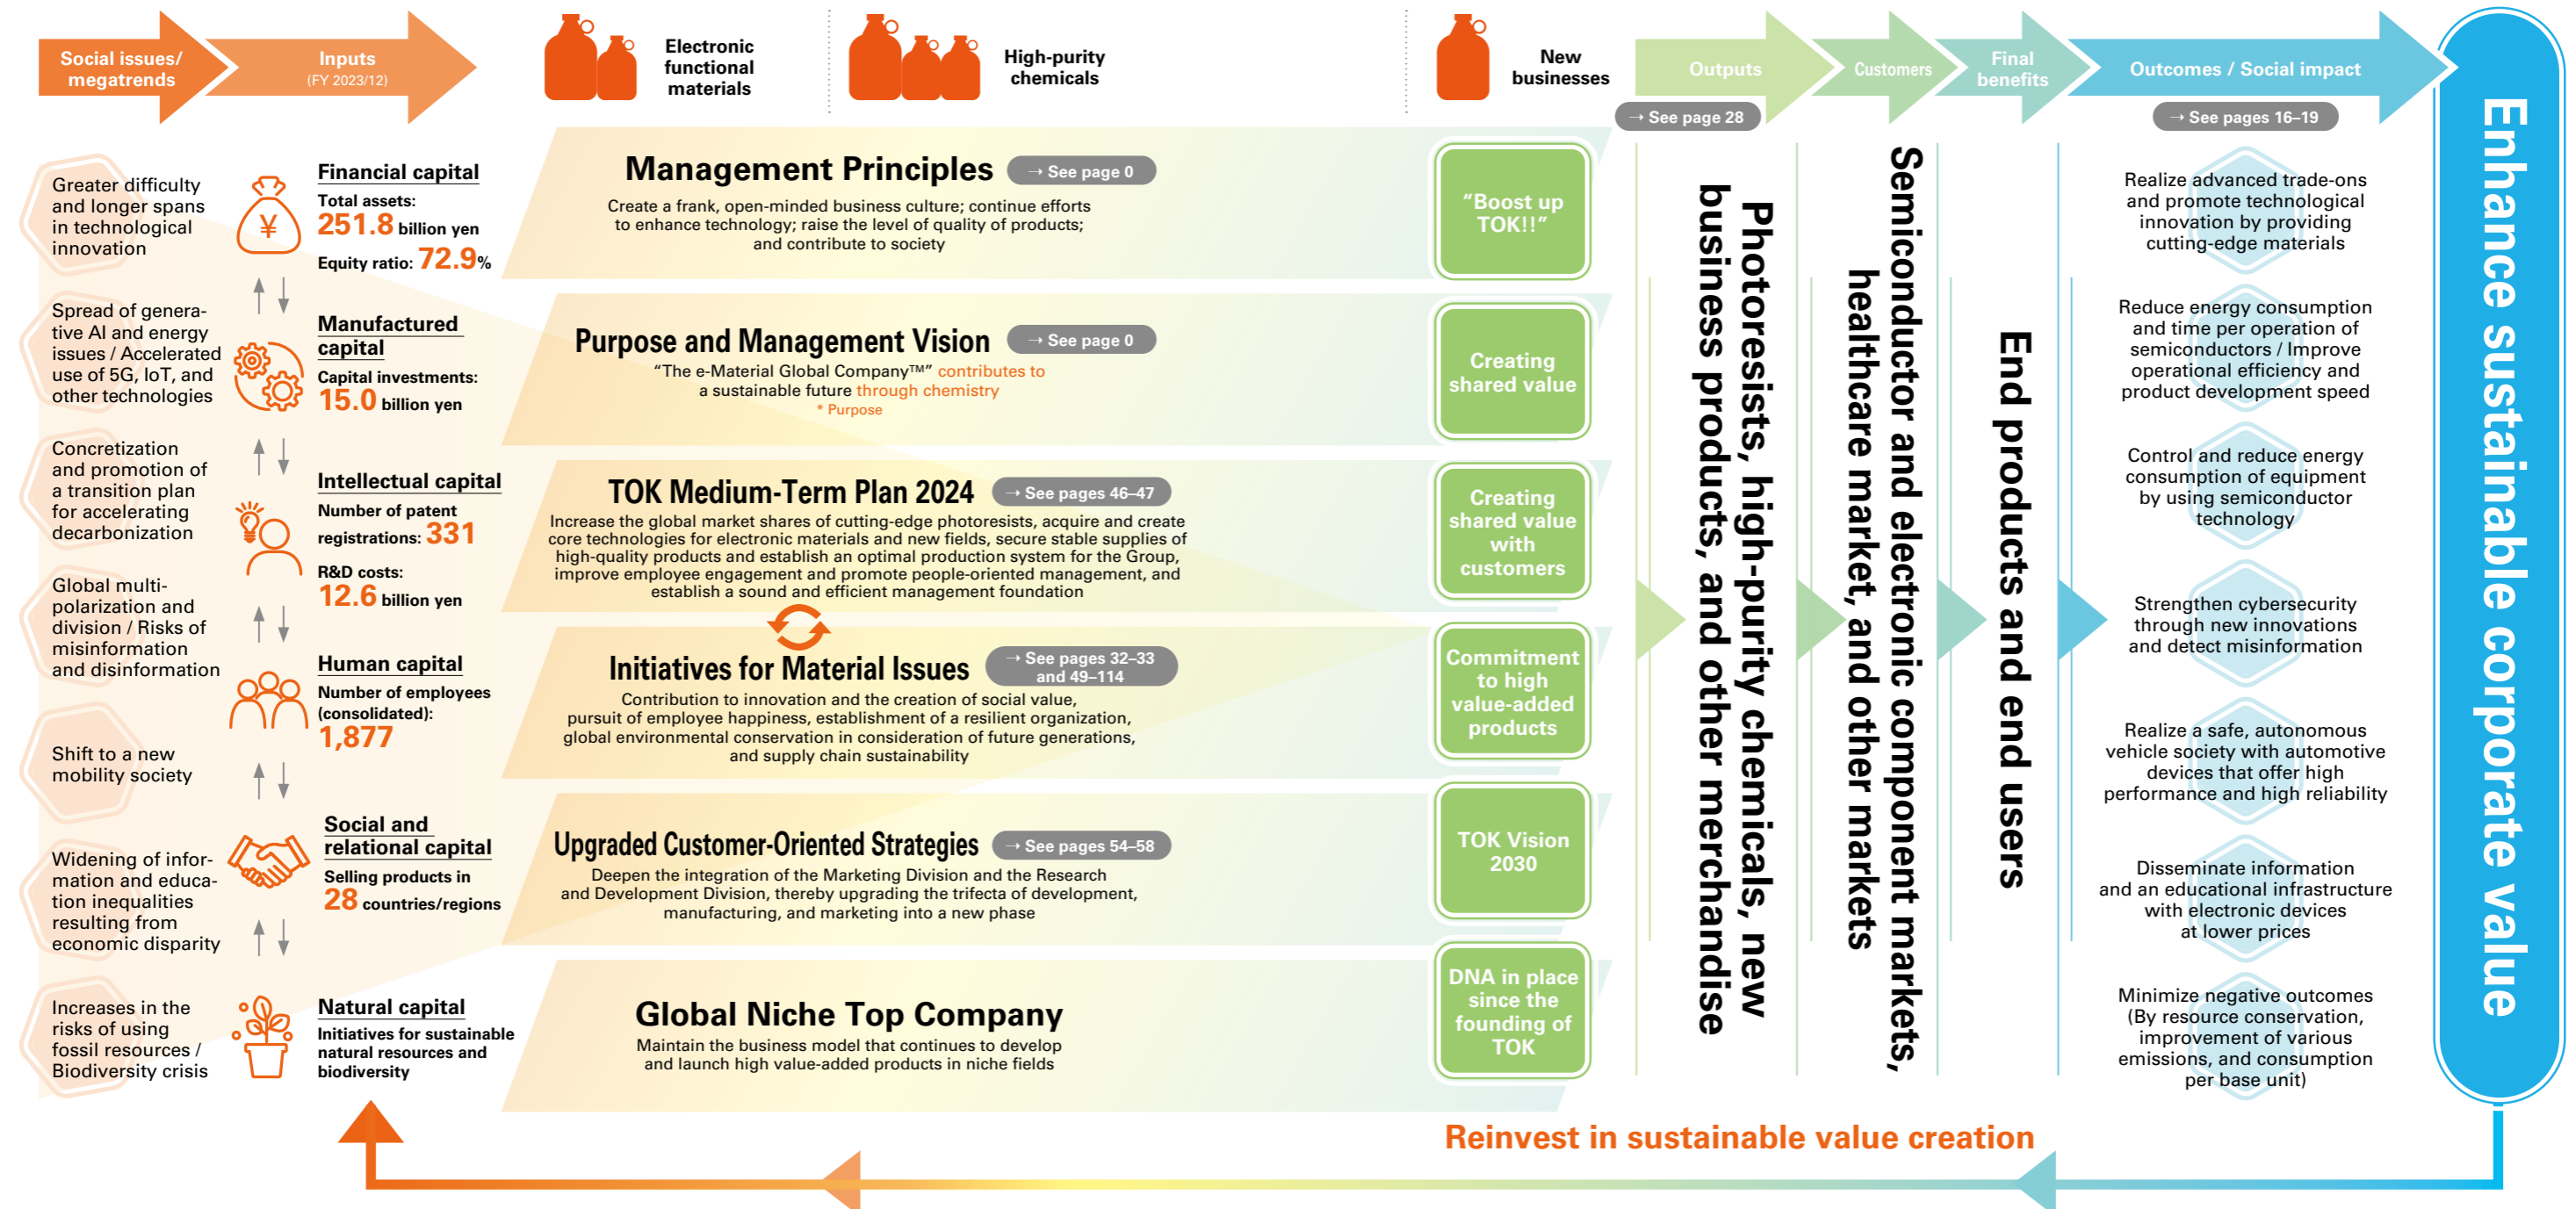 Social issues/
megatrends
Inputs
(FY 2023/12)
Electronic
functional
materials
High-purity
chemicals
New
businesses
Outputs
→ See page 28
Customers
Final
benefits
Outcomes / Social impact
→ See pages 16–19
Greater difficulty
and longer spans
in technological
innovation
Spread of genera-
tive AI and energy
issues / Accelerated
use of 5G, IoT, and
other technologies
Concretization
and promotion of
a transition plan
for accelerating
decarbonization
Global multi-
polarization and
division / Risks of
misinformation
and disinformation
Shift to a new
mobility society
Widening of infor-
mation and educa-
tion inequalities
resulting from
economic disparity
Increases in the
risks of using
fossil resources /
Biodiversity crisis
¥
Financial capital
Total assets:
251.8 billion yen
Equity ratio: 72.9%
Manufactured
capital
Capital investments:
15.0 billion yen
Intellectual capital
Number of patent
registrations: 331
R&D costs:
12.6 billion yen
Human capital
Number of employees
(consolidated):
1,877
Social and
relational capital
Selling products in
28 countries/regions
Natural capital
Initiatives for sustainable
natural resources and
biodiversity
Management Principles → See page 0
Create a frank, open-minded business culture; continue efforts
to enhance technology; raise the level of quality of products;
and contribute to society
Purpose and Management Vision → See page 0
“The e-Material Global Company™” contributes to
a sustainable future through chemistry
* Purpose
TOK Medium-Term Plan 2024 → See pages 46–47
Increase the global market shares of cutting-edge photoresists, acquire and create
core technologies for electronic materials and new fields, secure stable supplies of
high-quality products and establish an optimal production system for the Group,
improve employee engagement and promote people-oriented management, and
establish a sound and efficient management foundation
Initiatives for Material Issues → See pages 32–33
and 49–114
Contribution to innovation and the creation of social value,
pursuit of employee happiness, establishment of a resilient organization,
global environmental conservation in consideration of future generations,
and supply chain sustainability
Upgraded Customer-Oriented Strategies → See pages 54–58
Deepen the integration of the Marketing Division and the Research
and Development Division, thereby upgrading the trifecta of development,
manufacturing, and marketing into a new phase
Global Niche Top Company
Maintain the business model that continues to develop
and launch high value-added products in niche fields
“Boost up
TOK!!”
Creating
shared value
Creating
shared value
with
customers
Commitment
to high
value-added
products
TOK Vision
2030
DNA in place
since the
founding of
TOK
Photoresists, high-purity chemicals, new
business products, and other merchandise
Semiconductor and electronic component markets,
healthcare market, and other markets
End products and end users
Realize advanced trade-ons
and promote technological
innovation by providing
cutting-edge materials
Reduce energy consumption
and time per operation of
semiconductors / Improve
operational efficiency and
product development speed
Control and reduce energy
consumption of equipment
by using semiconductor
technology
Strengthen cybersecurity
through new innovations
and detect misinformation
Realize a safe, autonomous
vehicle society with automotive
devices that offer high
performance and high reliability
Disseminate information
and an educational infrastructure
with electronic devices
at lower prices
Minimize negative outcomes
(By resource conservation,
improvement of various
emissions, and consumption
per base unit)
Enhance sustainable corporate value
Reinvest in sustainable value creation